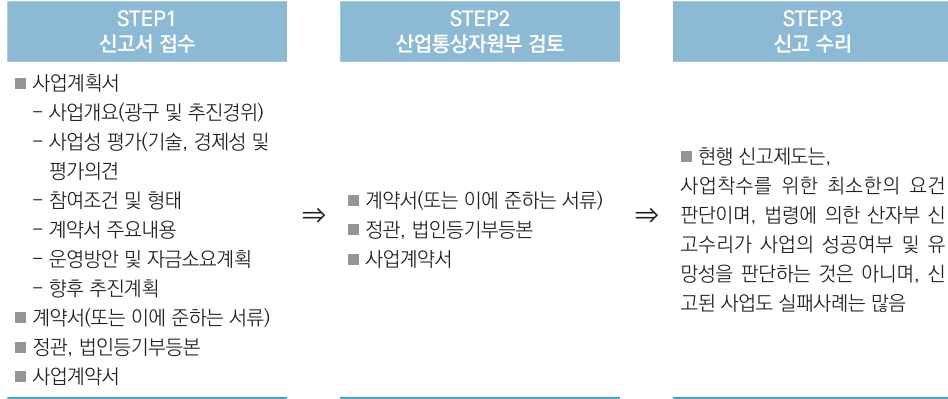 STEP1
신고서 접수
■ 사업계획서
– 사업개요(광구 및 추진경위)
– 사업성 평가(기술, 경제성 및
평가의견
– 참여조건 및 형태
– 계약서 주요내용
– 운영방안 및 자금소요계획
– 향후 추진계획
■ 계약서(또는 이에 준하는 서류)
■ 정관, 법인등기부등본
■ 사업계약서
⇒
STEP2
산업통상자원부 검토
■ 계약서(또는 이에 준하는 서류)
■ 정관, 법인등기부등본
■ 사업계약서
⇒
STEP3
신고 수리
■ 현행 신고제도는,
사업착수를 위한 최소한의 요건
판단이며, 법령에 의한 산자부 신
고수리가 사업의 성공여부 및 유
망성을 판단하는 것은 아니며, 신
고된 사업도 실패사례는 많음